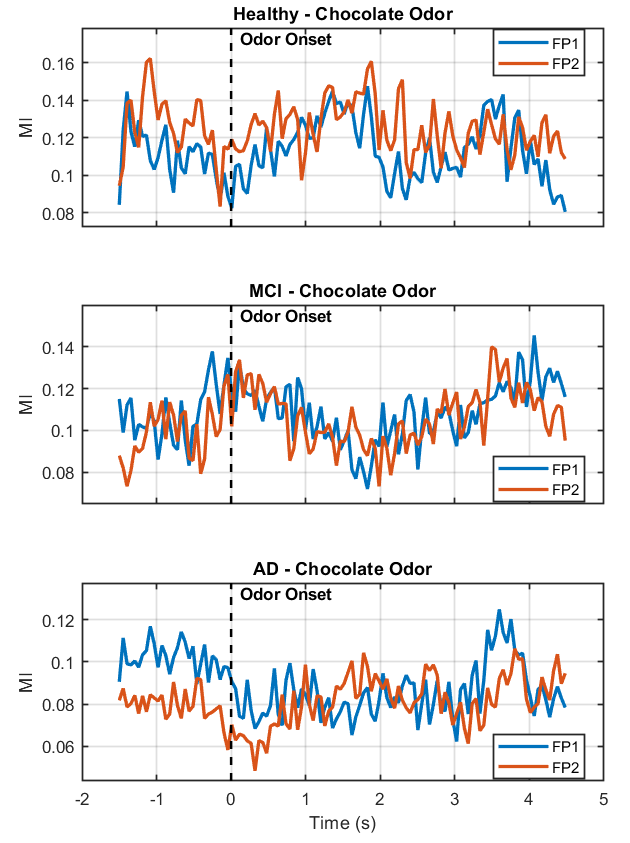 Healthy - Chocolate Odor
Odor Onset
FP1
FP2
0.16
0.14
0.12
0.1
0.08
MI
MCI - Chocolate Odor
Odor Onset
0.14
0.12
0.1
0.08
MI
FP1
FP2
AD - Chocolate Odor
Odor Onset
0.12
0.1
0.08
0.06
MI
FP1
FP2
-2 -1 0 1 2 3 4 5
Time (s)